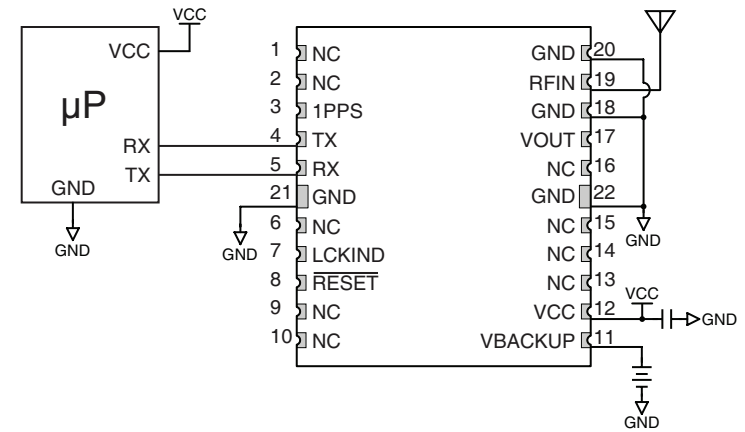 VCC
VCC
µP
RX
TX
GND
GND
1 NC
2 NC
3 1PPS
4 TX
5 RX
21 GND
GND
6 NC
7 LCKIND
8 RESET
9 NC
10 NC
GND 20
RFIN 19
GND 18
VOUT 17
NC 16
GND 22
GND
NC 15
NC 14
NC 13
VCC
VCC 12
GND
VBACKUP 11
GND